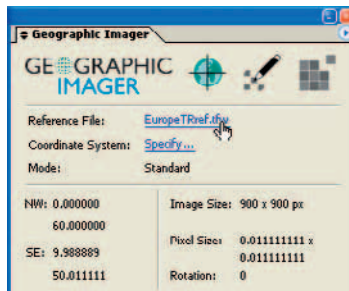 Geographic Imager
GEOGRAPHIC
IMAGER
Reference File: EuropeTRref.tfw
Coordinate System: Specify...
Mode: Standard
NW: 0.000000
60.000000
SE: 9.988889
50.011111
Image Size: 900 x 900 px
Pixel Size: 0.011111111 x
0.011111111
Rotation: 0